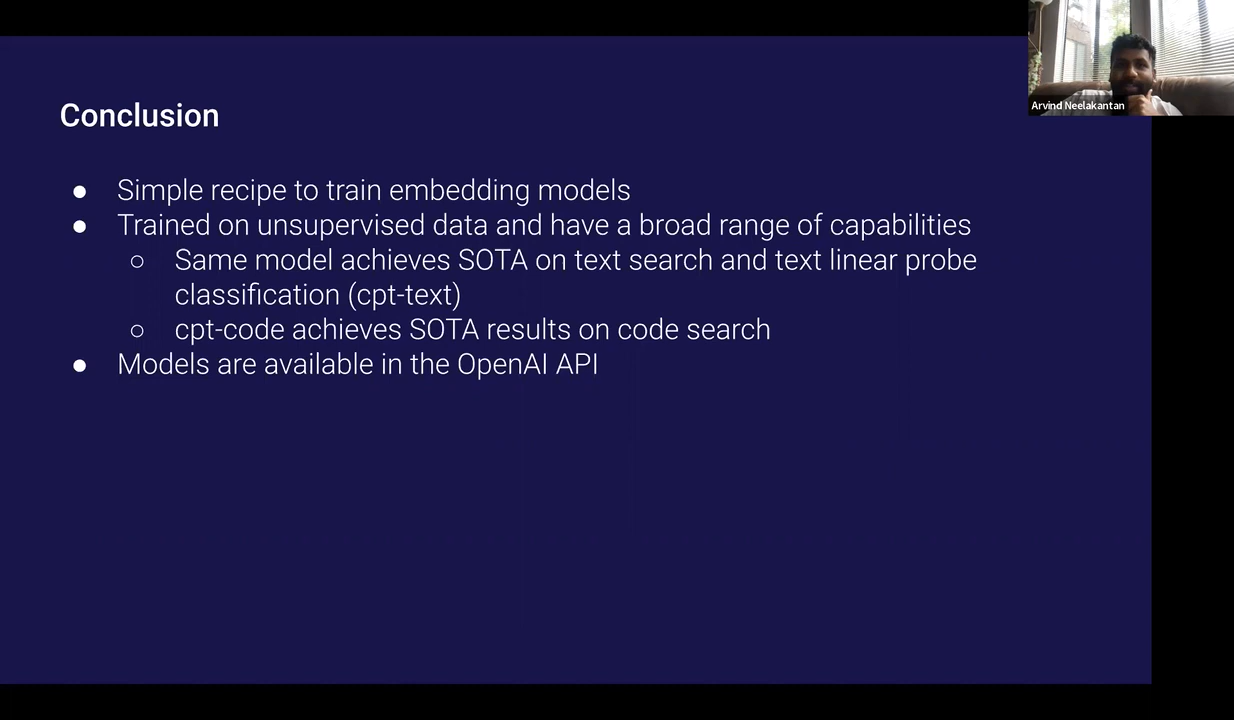 Arvind Neelakantan
Conclusion
● Simple recipe to train embedding models
● Trained on unsupervised data and have a broad range of capabilities
○ Same model achieves SOTA on text search and text linear probe
classification (cpt-text)
○ cpt-code achieves SOTA results on code search
● Models are available in the OpenAI API